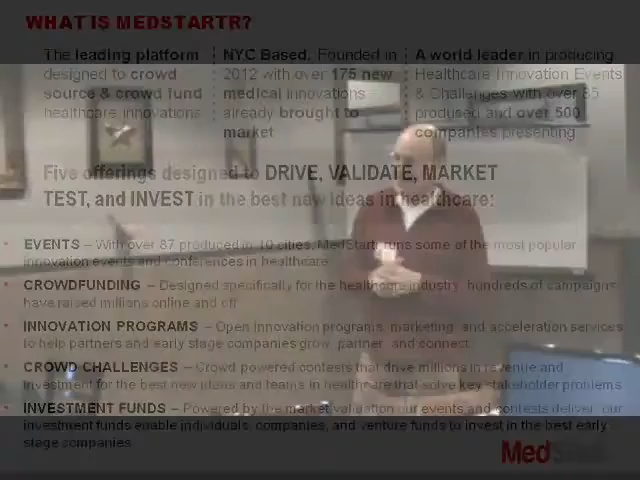 WHAT IS MEDSTARTR?
The leading platform
designed to crowd
source & crowd fund
healthcare innovations
NYC Based. Founded in
2012 with over 175 new
medical innovations
already brought to
market
A world leader in producing
Healthcare Innovation Events
& Challenges with over 85
produced and over 500
companies presenting
Five offerings designed to DRIVE, VALIDATE, MARKET
TEST, and INVEST in the best new ideas in healthcare:
• EVENTS – With over 87 produced in 10 cities, MedStartr runs some of the most popular
innovation events and conferences in healthcare
• CROWDFUNDING – Designed specifically for the healthcare industry, hundreds of campaigns
have raised millions online and off
• INNOVATION PROGRAMS – Open Innovation programs, marketing, and acceleration services
to help partners and early stage companies grow, partner, and connect.
• CROWD CHALLENGES – Crowd powered contests that drive millions in revenue and
investment for the best new ideas and teams in healthcare that solve key stakeholder problems
• INVESTMENT FUNDS – Powered by the market validation our events and contests deliver, our
investment funds enable individuals, companies, and venture funds to invest in the best early
stage companies.
MedStartr